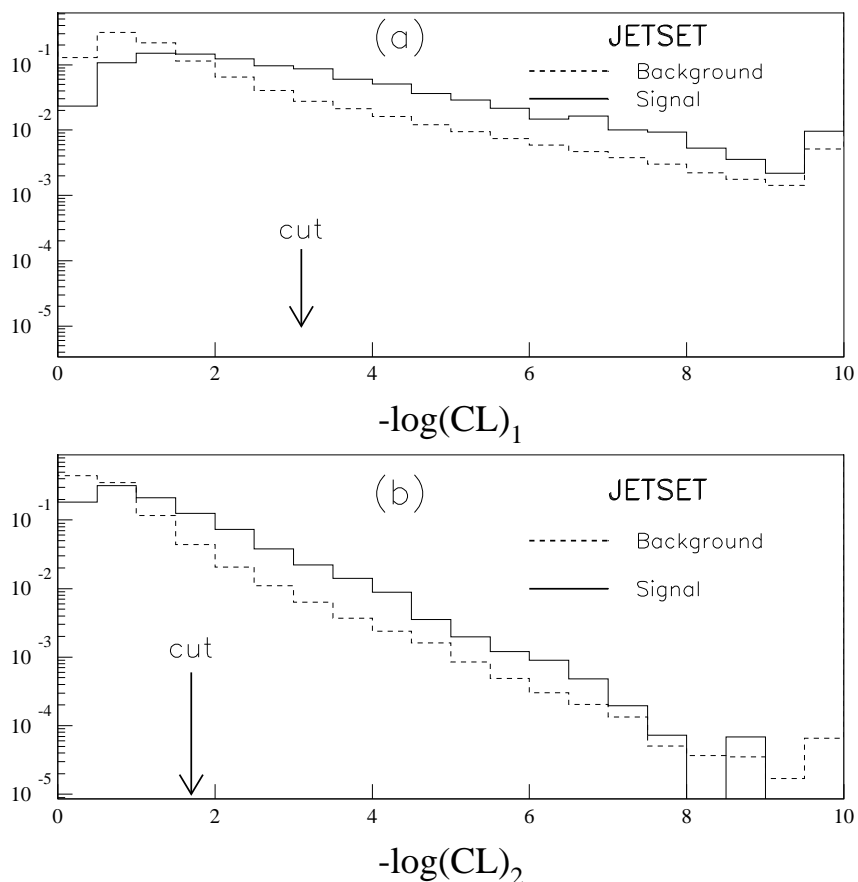 (a)
JETSET
Background
Signal
10^-1
10^-2
10^-3
10^-4
10^-5
cut
0 2 4 6 8 10
-log(CL)_1
(b)
JETSET
Background
Signal
10^-1
10^-2
10^-3
10^-4
10^-5
cut
0 2 4 6 8 10
-log(CL)_2